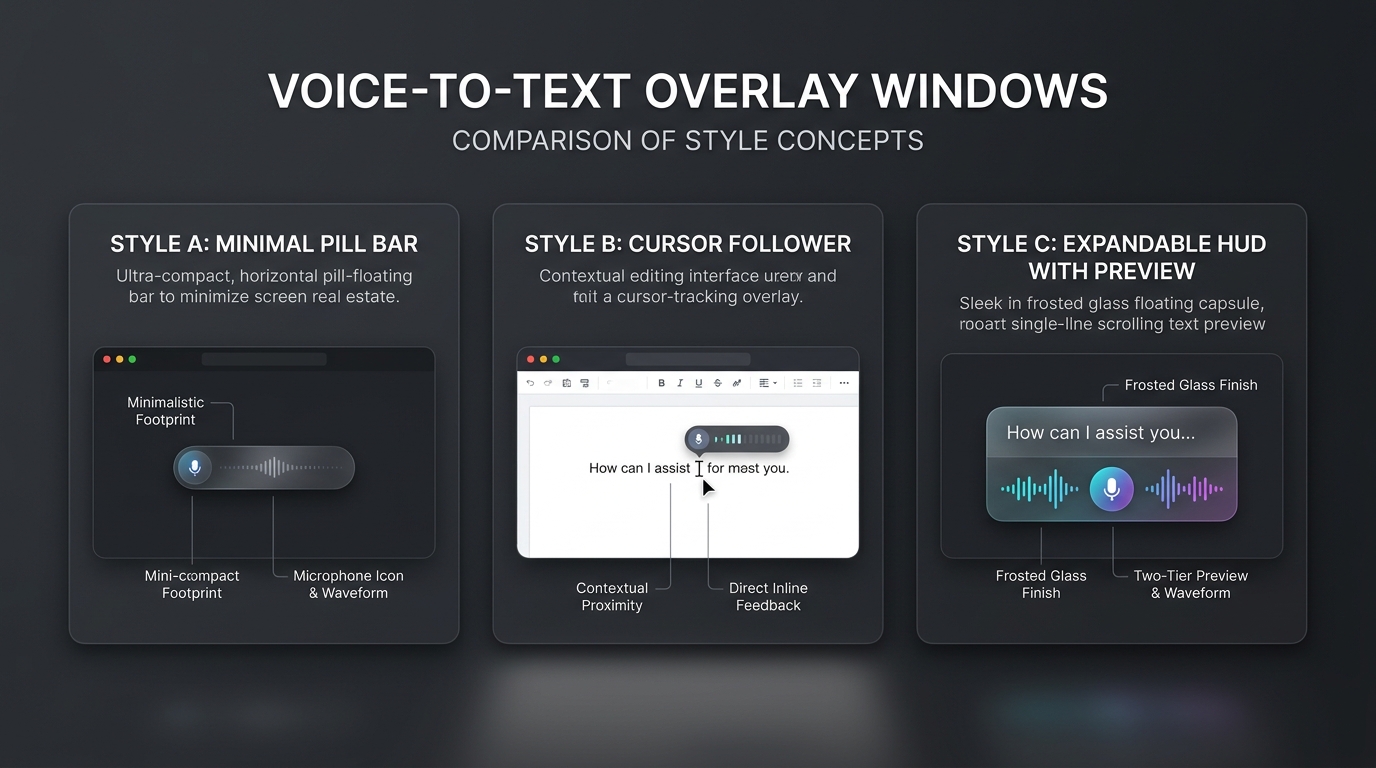 VOICE-TO-TEXT OVERLAY WINDOWS
COMPARISON OF STYLE CONCEPTS
STYLE A: MINIMAL PILL BAR
Ultra-compact, horizontal pill-floating
bar to minimize screen real estate.
Minimalistic
Footprint
Mini-compact
Footprint
Microphone Icon
& Waveform
STYLE B: CURSOR FOLLOWER
Contextual editing interface and
a cursor-tracking overlay.
B I U S
How can I assist for most you.
Contextual
Proximity
Direct Inline
Feedback
STYLE C: EXPANDABLE HUD
WITH PREVIEW
Sleek in frosted glass floating capsule,
single-line scrolling text preview
Frosted Glass Finish
How can I assist you...
Frosted Glass
Finish
Two-Tier Preview
& Waveform